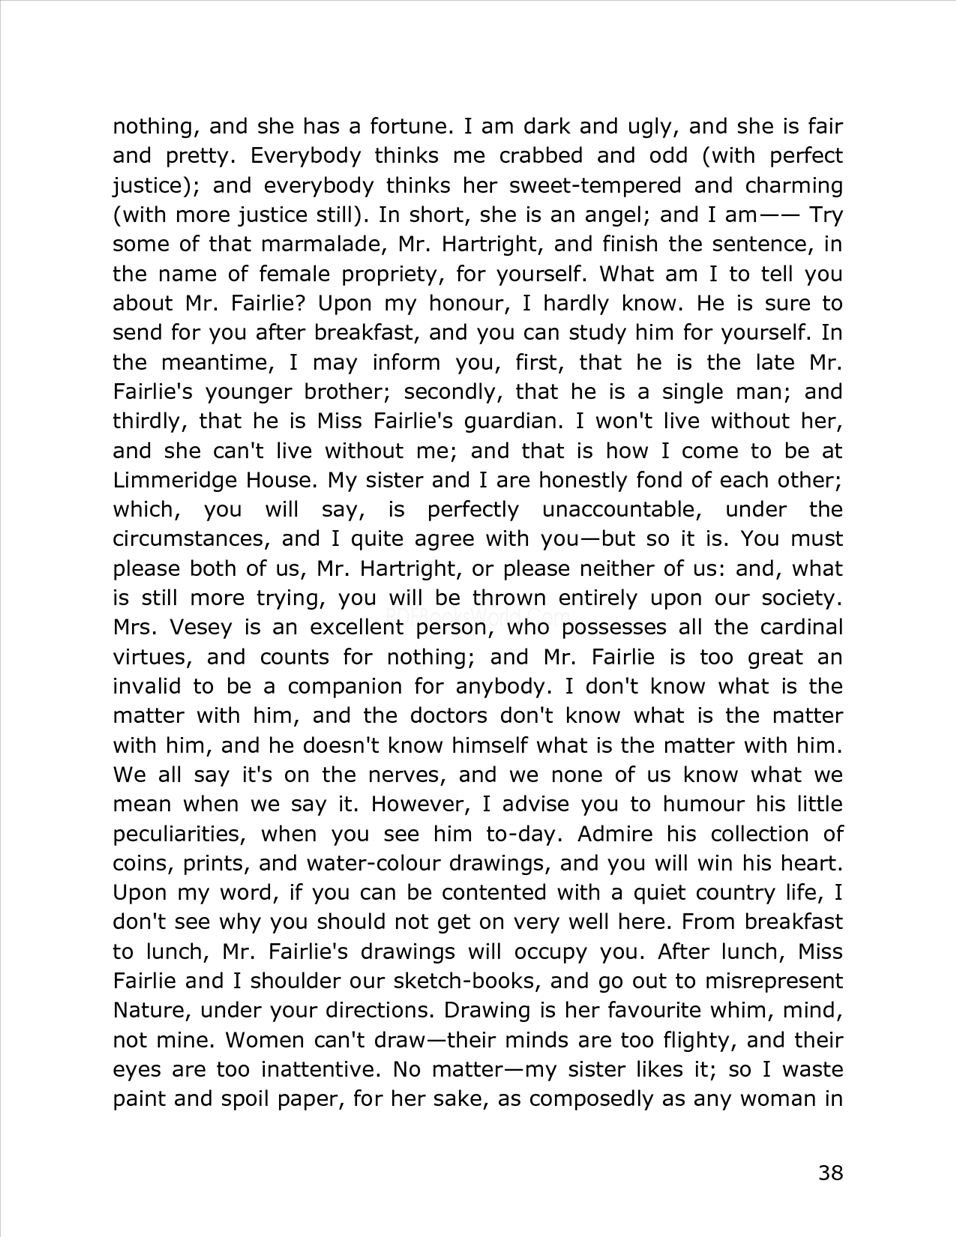 nothing, and she has a fortune. I am dark and ugly, and she is fair
and pretty. Everybody thinks me crabbed and odd (with perfect
justice); and everybody thinks her sweet-tempered and charming
(with more justice still). In short, she is an angel; and I am—— Try
some of that marmalade, Mr. Hartright, and finish the sentence, in
the name of female propriety, for yourself. What am I to tell you
about Mr. Fairlie? Upon my honour, I hardly know. He is sure to
send for you after breakfast, and you can study him for yourself. In
the meantime, I may inform you, first, that he is the late Mr.
Fairlie's younger brother; secondly, that he is a single man; and
thirdly, that he is Miss Fairlie's guardian. I won't live without her,
and she can't live without me; and that is how I come to be at
Limmeridge House. My sister and I are honestly fond of each other;
which, you will say, is perfectly unaccountable, under the
circumstances, and I quite agree with you—but so it is. You must
please both of us, Mr. Hartright, or please neither of us: and, what
is still more trying, you will be thrown entirely upon our society.
Mrs. Vesey is an excellent person, who possesses all the cardinal
virtues, and counts for nothing; and Mr. Fairlie is too great an
invalid to be a companion for anybody. I don't know what is the
matter with him, and the doctors don't know what is the matter
with him, and he doesn't know himself what is the matter with him.
We all say it's on the nerves, and we none of us know what we
mean when we say it. However, I advise you to humour his little
peculiarities, when you see him to-day. Admire his collection of
coins, prints, and water-colour drawings, and you will win his heart.
Upon my word, if you can be contented with a quiet country life, I
don't see why you should not get on very well here. From breakfast
to lunch, Mr. Fairlie's drawings will occupy you. After lunch, Miss
Fairlie and I shoulder our sketch-books, and go out to misrepresent
Nature, under your directions. Drawing is her favourite whim, mind,
not mine. Women can't draw—their minds are too flighty, and their
eyes are too inattentive. No matter—my sister likes it; so I waste
paint and spoil paper, for her sake, as composedly as any woman in
38